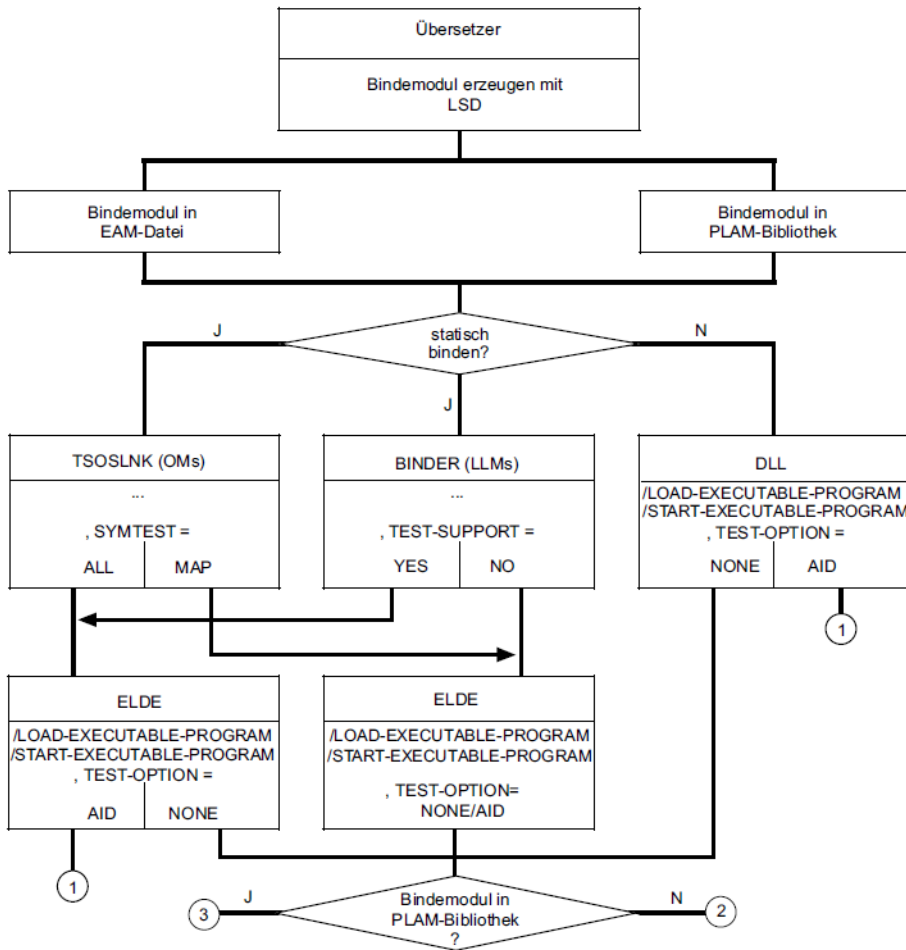 Übersetzer
Bindemodul erzeugen mit
LSD
Bindemodul in
EAM-Datei
Bindemodul in
PLAM-Bibliothek
J
statisch
binden?
N
J
TSOSLNK (OMs)
...
, SYMTEST =
ALL
MAP
BINDER (LLMs)
...
, TEST-SUPPORT =
YES
NO
DLL
/LOAD-EXECUTABLE-PROGRAM
/START-EXECUTABLE-PROGRAM
, TEST-OPTION =
NONE
AID
1
ELDE
/LOAD-EXECUTABLE-PROGRAM
/START-EXECUTABLE-PROGRAM
, TEST-OPTION =
AID
NONE
ELDE
/LOAD-EXECUTABLE-PROGRAM
/START-EXECUTABLE-PROGRAM
, TEST-OPTION=
NONE/AID
1
3
J
Bindemodul in
PLAM-Bibliothek
?
N
2